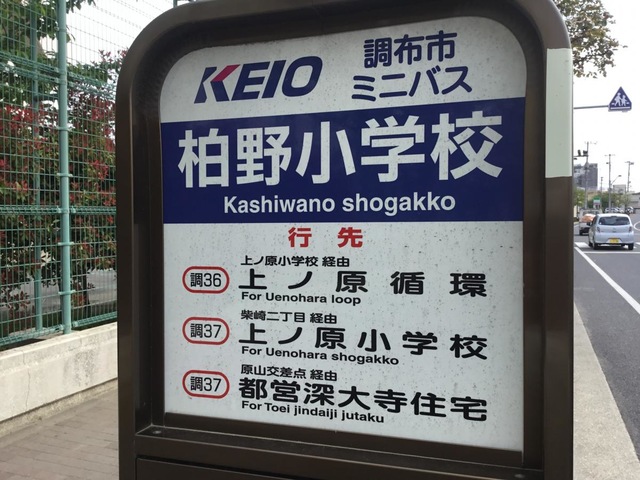 KEIO 調布市
ミニバス
柏野小学校
Kashiwano shogakko
行先
上ノ原小学校 経由
調36 上ノ原循環
For Uenohara loop
柴崎二丁目 経由
調37 上ノ原小学校
For Uenohara shogakko
原山交差点 経由
調37 都営深大寺住宅
For Toei jindaiji jutaku